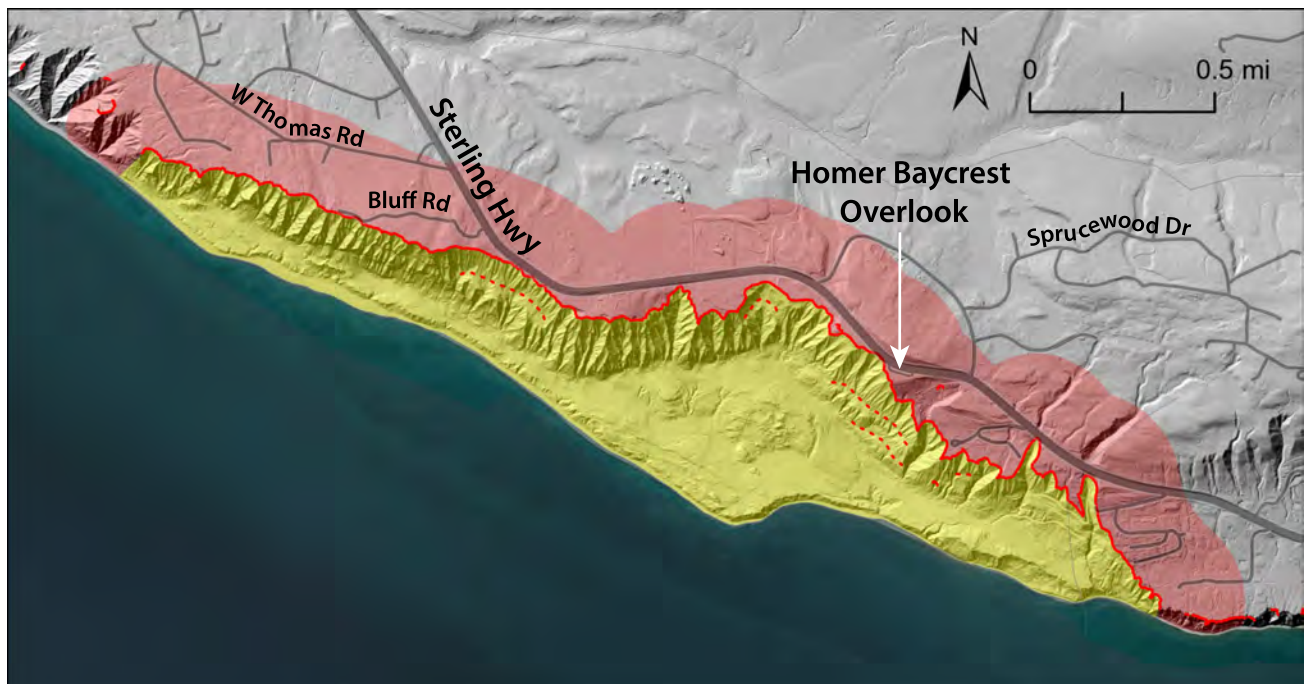 N
0
0.5 mi
W Thomas Rd
Sterling Hwy
Bluff Rd
Homer Baycrest
Overlook
Sprucewood Dr